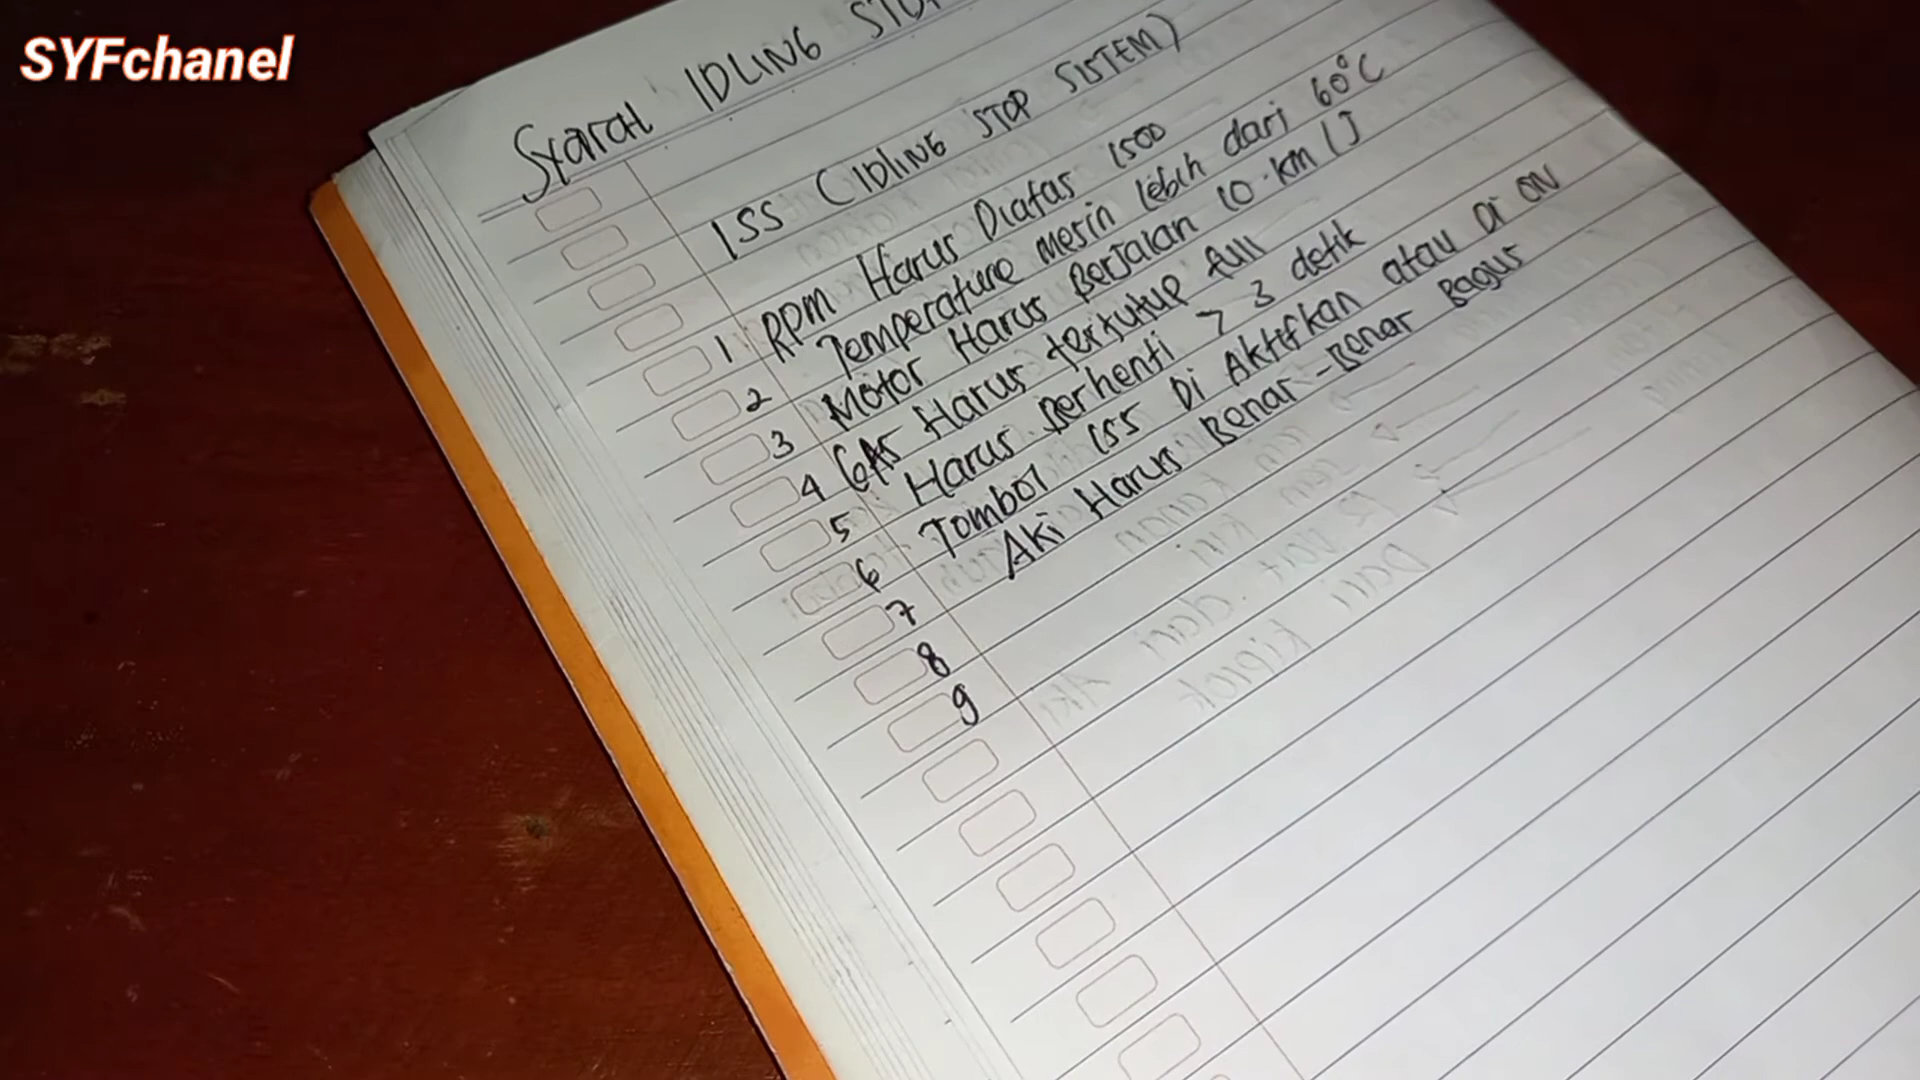 SYFchanel
Syarat IDLING STOP
ISS (IDLING STOP SISTEM)
1 RPM Harus Diatas 1500
2 Temperature mesin lebih dari 60°C
3 Motor Harus Berjalan 10 km / J
4 GAS Harus tertutup full
5 Harus Berhenti > 3 detik
6 Tombol ISS Di Aktifkan atau Di ON
7 Aki Harus Benar-Benar Bagus
8
9